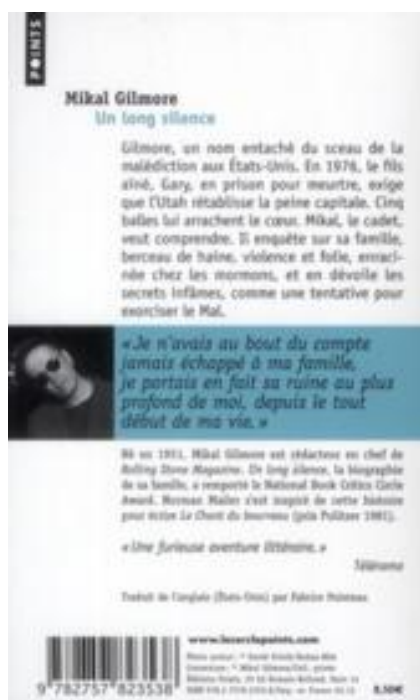 POINTS
Mikal Gilmore
Un long silence
Gilmore, un nom entaché du sceau de la
malédiction aux États-Unis. En 1976, le fils
aîné, Gary, en prison pour meurtre, exige
que l'Utah rétablisse la peine capitale. Cinq
balles lui arrachent le cœur. Mikal, le cadet,
veut comprendre. Il enquête sur sa famille,
berceau de haine, violence et folie, enraci-
née chez les mormons, et en dévoile les
secrets infâmes, comme une tentative pour
exorciser le Mal.
« Je n'avais au bout du compte
jamais échappé à ma famille,
je portais en fait sa ruine au plus
profond de moi, depuis le tout
début de ma vie. »
Né en 1951, Mikal Gilmore est rédacteur en chef de
Rolling Stone Magazine. Un long silence, la biographie
de sa famille, a remporté le National Book Critics Circle
Award. Norman Mailer s'est inspiré de cette histoire
pour écrire Le Chant du bourreau (prix Pulitzer 1981).
« Une furieuse aventure littéraire. »
Télérama
Traduit de l'anglais (États-Unis) par Fabrice Pointeau
www.lecerclepoints.com
9 782757 823538
8,50€